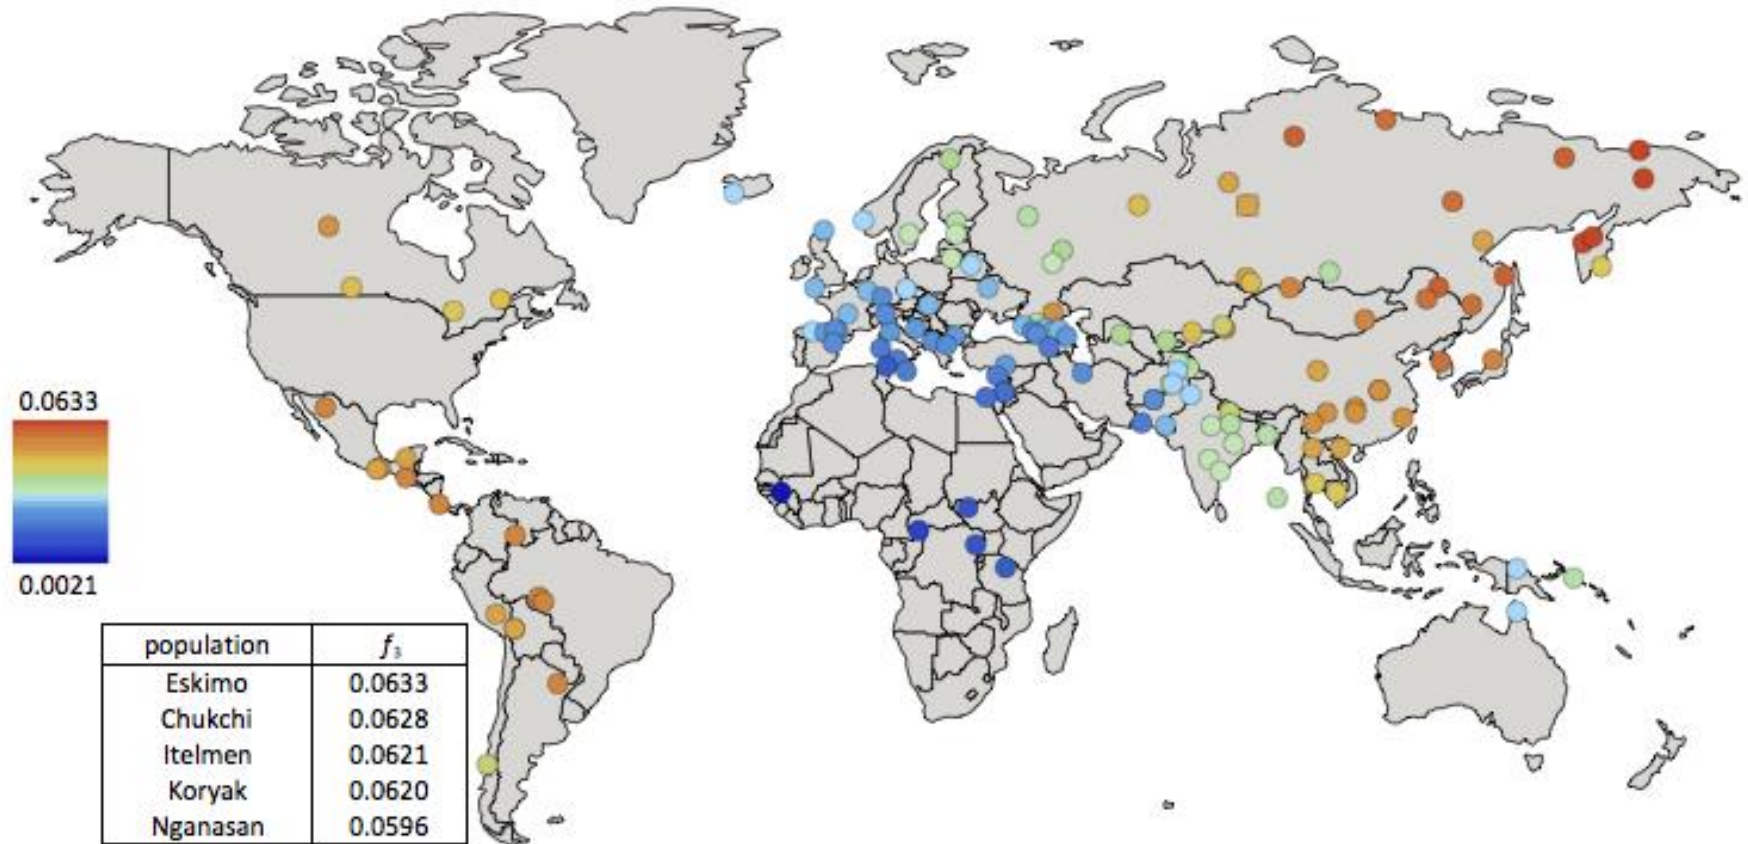 0.0633
0.0021
population f₃
Eskimo 0.0633
Chukchi 0.0628
Itelmen 0.0621
Koryak 0.0620
Nganasan 0.0596